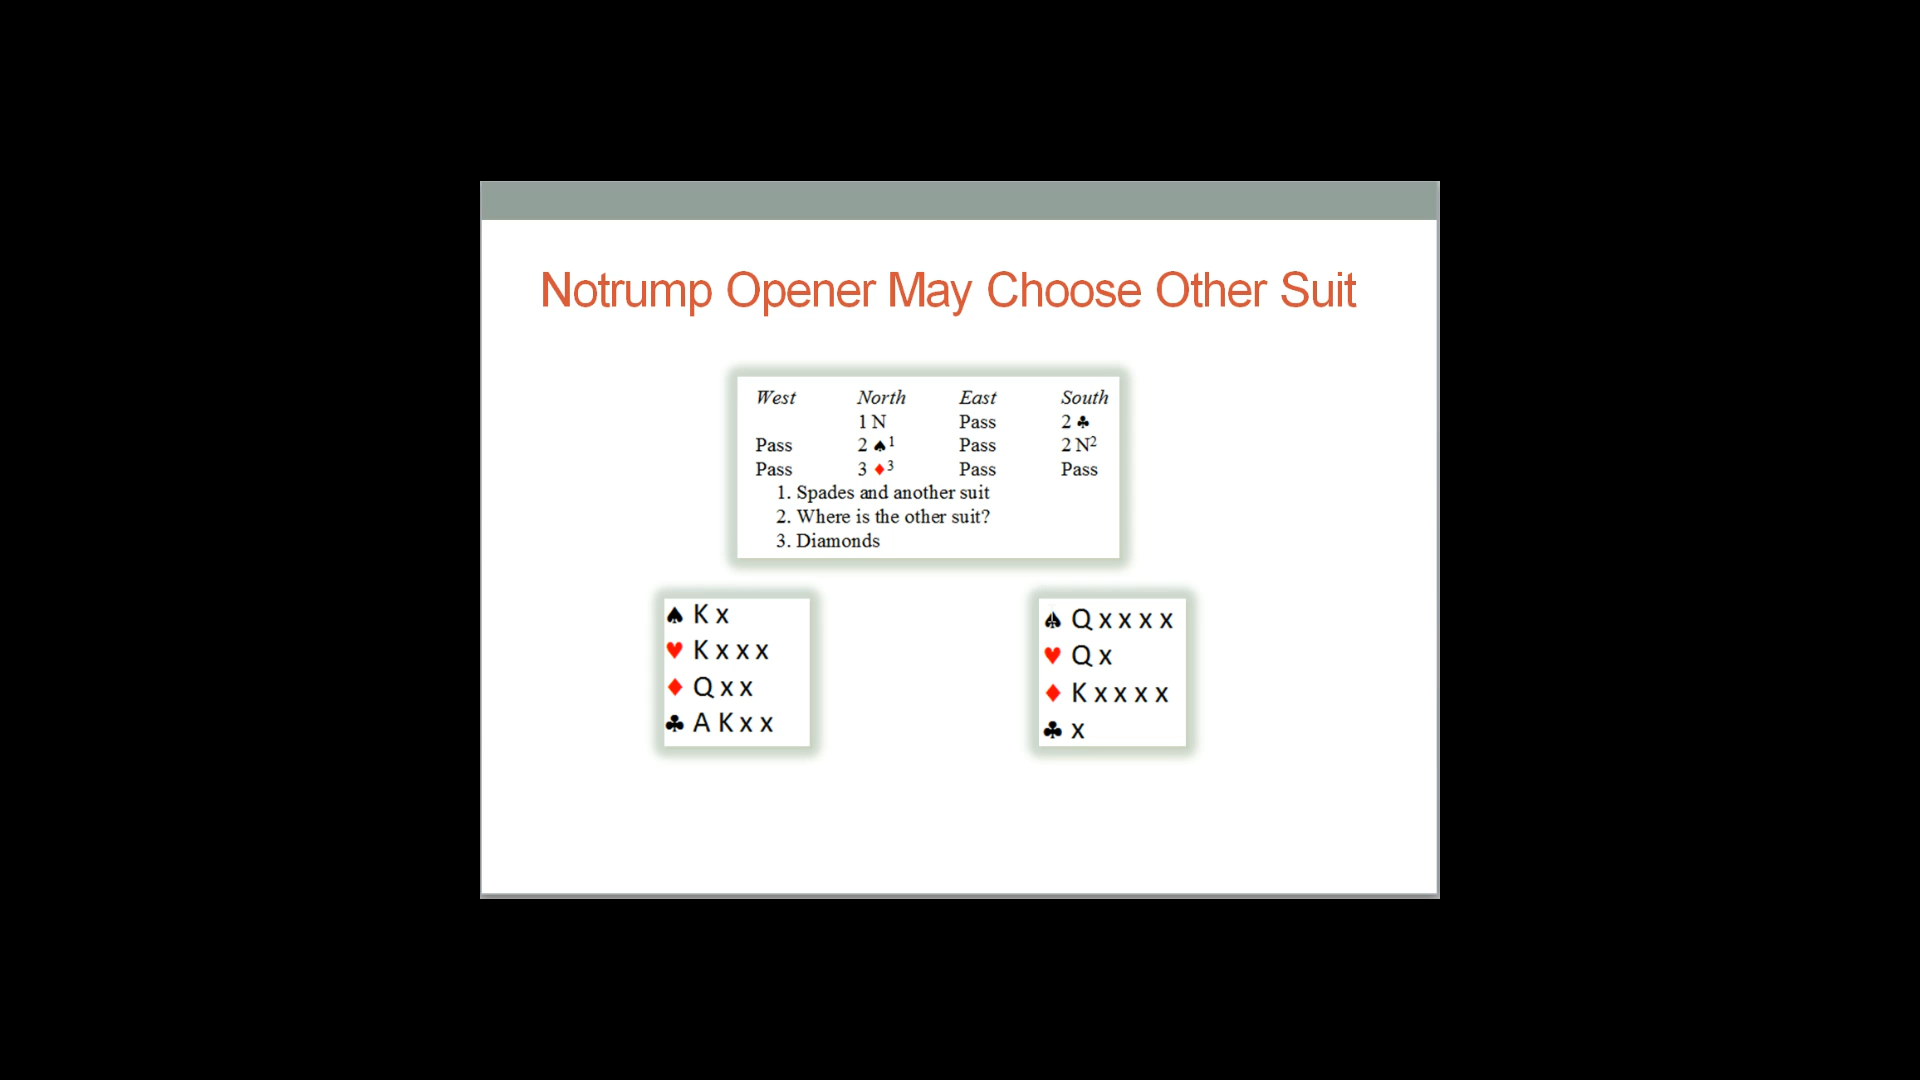 Notrump Opener May Choose Other Suit
West North East South
1 N Pass 2 ♣
Pass 2 ♠1 Pass 2 N2
Pass 3 ♦3 Pass Pass
1. Spades and another suit
2. Where is the other suit?
3. Diamonds
♠ K x
♥ K x x x
♦ Q x x
♣ A K x x
♠ Q x x x x
♥ Q x
♦ K x x x x
♣ x